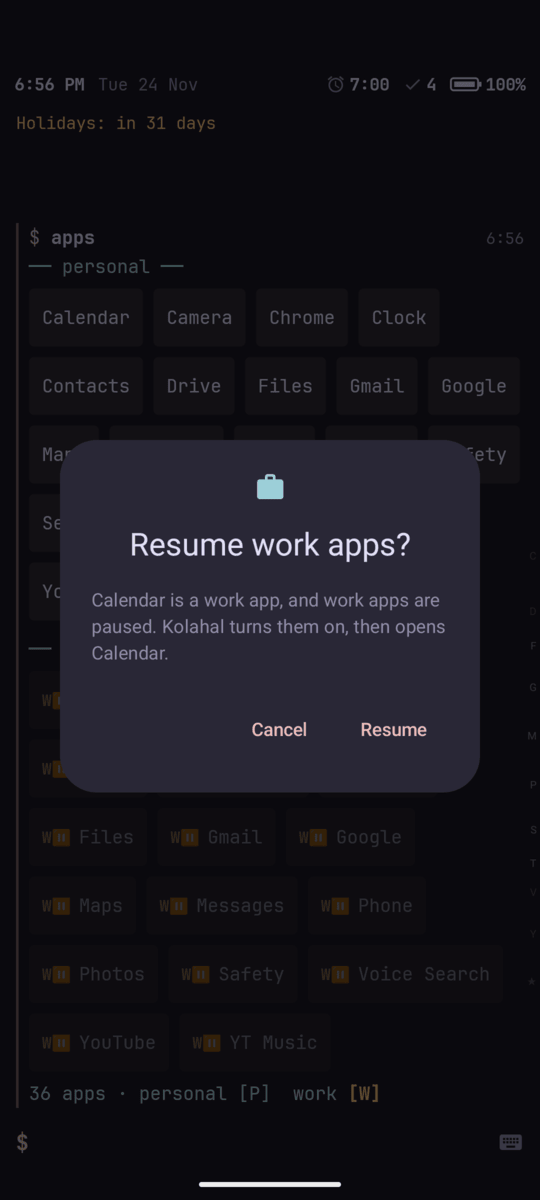 6:56 PM Tue 24 Nov 7:00 4 100%
Holidays: in 31 days
$ apps 6:56
personal
Calendar Camera Chrome Clock
Contacts Drive Files Gmail Google
Resume work apps?
Calendar is a work app, and work apps are
paused. Kolahal turns them on, then opens
Calendar.
Cancel Resume
C
D
F
G
M
P
S
T
V
Y
*
W Files W Gmail W Google
W Maps W Messages W Phone
W Photos W Safety W Voice Search
W YouTube W YT Music
36 apps · personal [P] work [W]
$